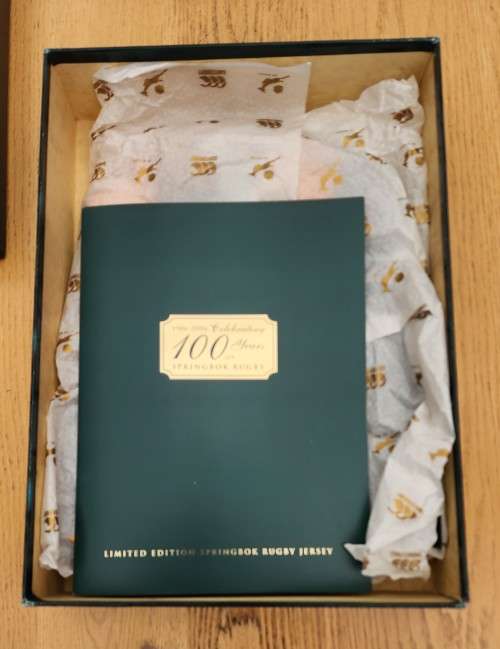 1906-2006 Celebrating
100 Years
OF
SPRINGBOK RUGBY
LIMITED EDITION SPRINGBOK RUGBY JERSEY